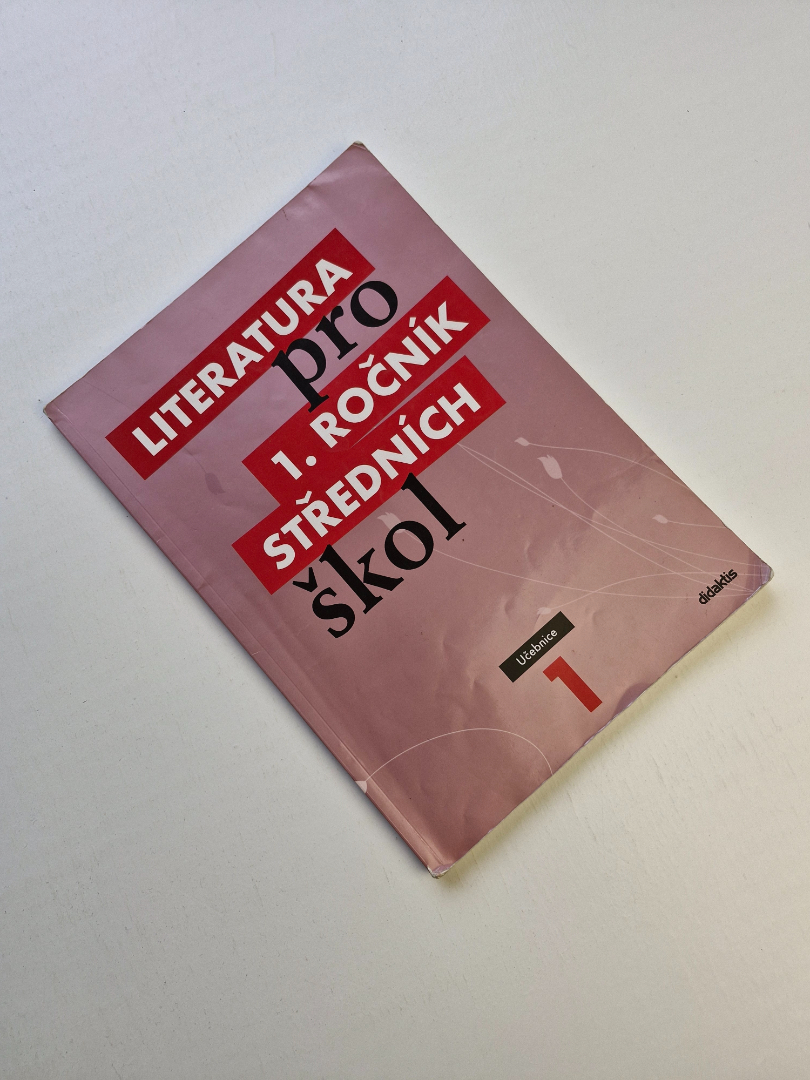 LITERATURA
pro
1. ROČNÍK
STŘEDNÍCH
škol
didaktis
Učebnice
1